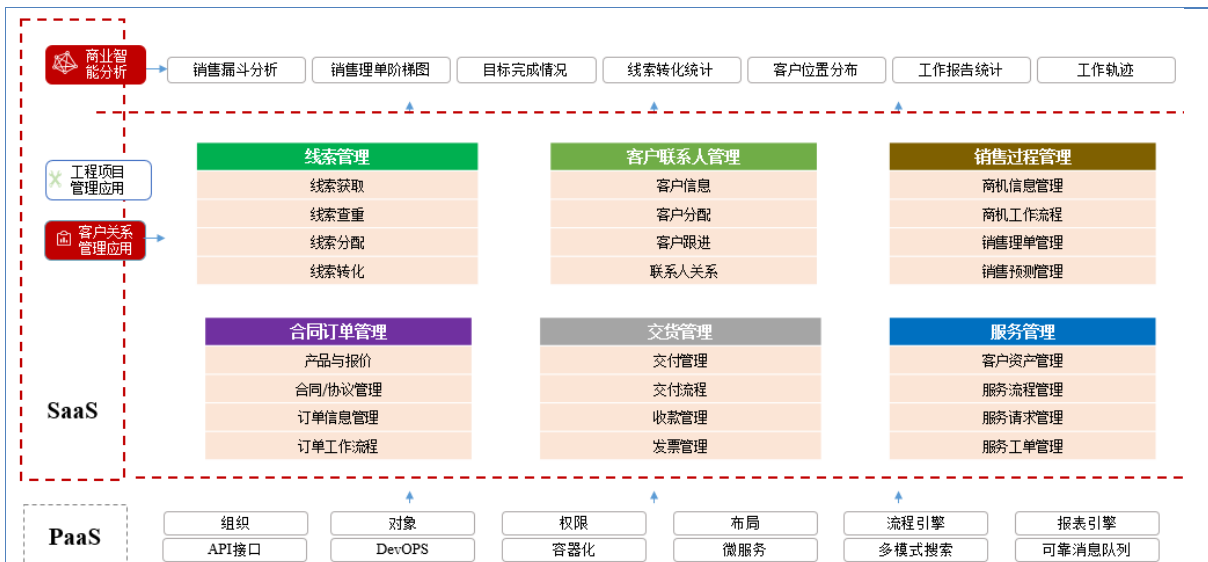 商业智
能分析
销售漏斗分析
销售理单阶梯图
目标完成情况
线索转化统计
客户位置分布
工作报告统计
工作轨迹
工程项目
管理应用
客户关系
管理应用
线索管理
线索获取
线索查重
线索分配
线索转化
客户联系人管理
客户信息
客户分配
客户跟进
联系人关系
销售过程管理
商机信息管理
商机工作流程
销售理单管理
销售预测管理
合同订单管理
产品与报价
合同/协议管理
订单信息管理
订单工作流程
交货管理
交付管理
交付流程
收款管理
发票管理
服务管理
客户资产管理
服务流程管理
服务请求管理
服务工单管理
SaaS
PaaS
组织
对象
权限
布局
流程引擎
报表引擎
API接口
DevOPS
容器化
微服务
多模式搜索
可靠消息队列